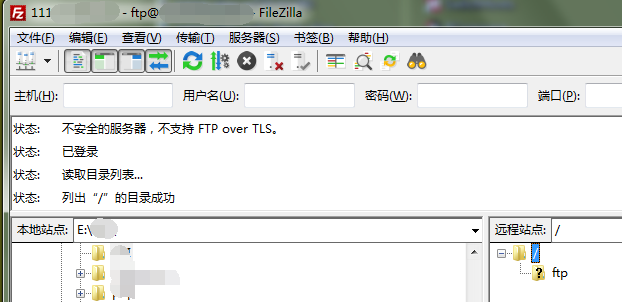 111 - ftp@ - FileZilla
文件(F) 编辑(E) 查看(V) 传输(T) 服务器(S) 书签(B) 帮助(H)
主机(H): 用户名(U): 密码(W): 端口(P):
状态: 不安全的服务器，不支持 FTP over TLS。
状态: 已登录
状态: 读取目录列表...
状态: 列出“/”的目录成功
本地站点: E:\ 远程站点: /
/
ftp